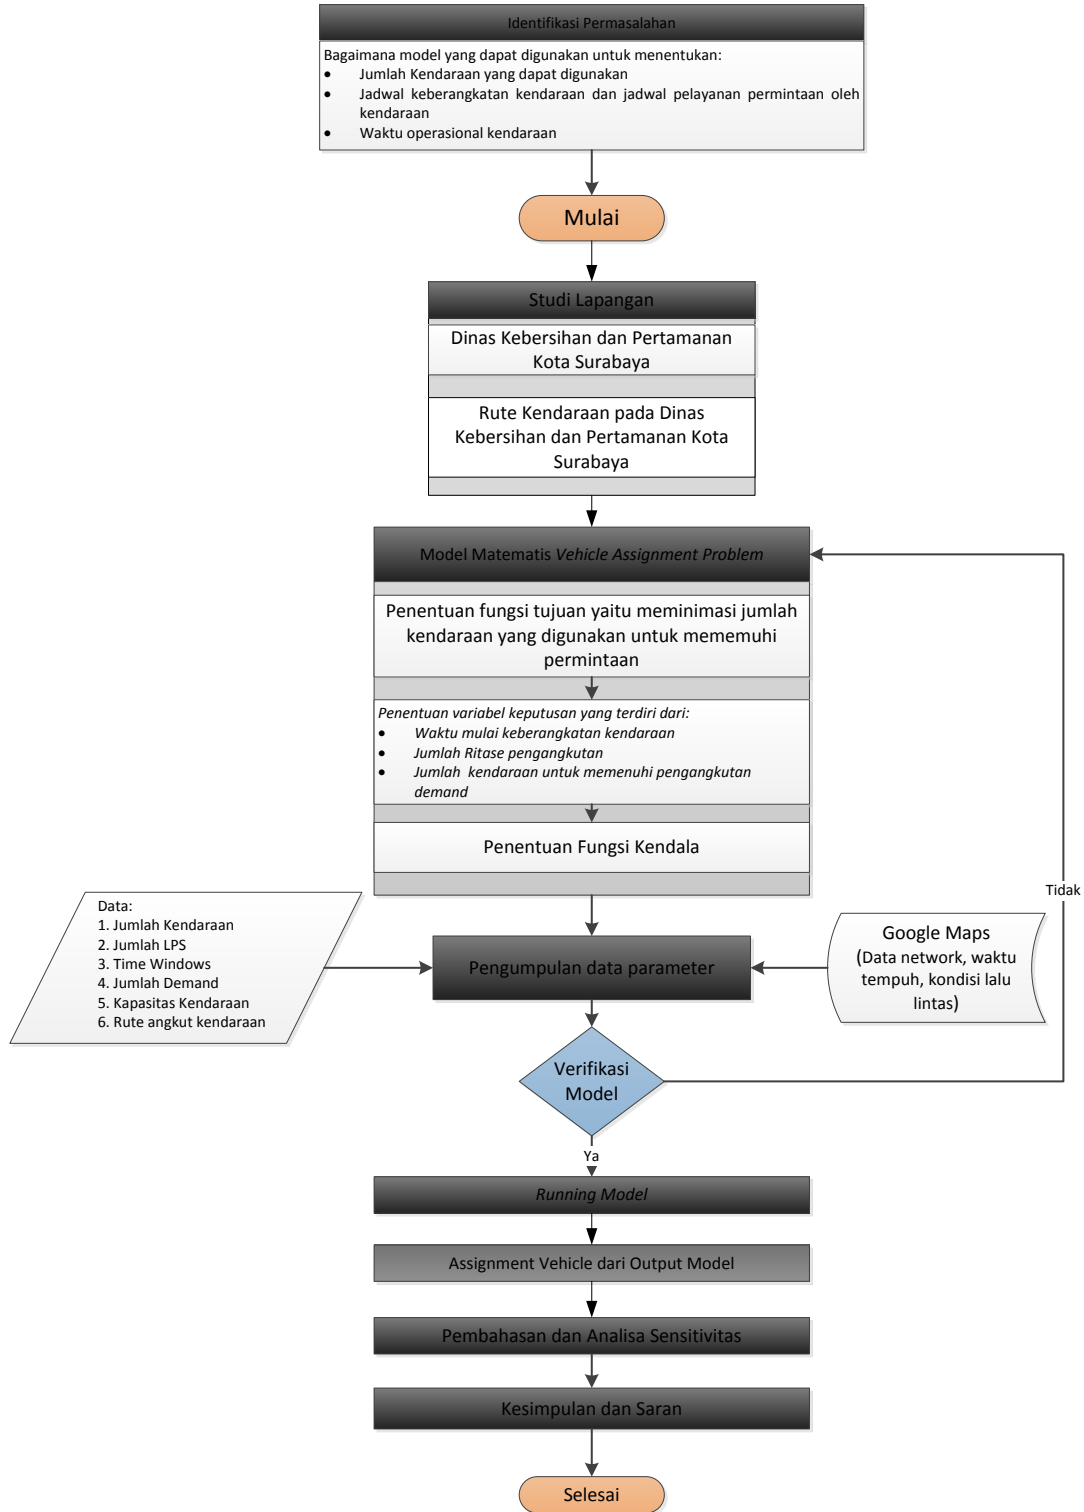 Identifikasi Permasalahan
Bagaimana model yang dapat digunakan untuk menentukan:
• Jumlah Kendaraan yang dapat digunakan
• Jadwal keberangkatan kendaraan dan jadwal pelayanan permintaan oleh
kendaraan
• Waktu operasional kendaraan
Mulai
Studi Lapangan
Dinas Kebersihan dan Pertamanan
Kota Surabaya
Rute Kendaraan pada Dinas
Kebersihan dan Pertamanan Kota
Surabaya
Model Matematis Vehicle Assignment Problem
Penentuan fungsi tujuan yaitu meminimasi jumlah
kendaraan yang digunakan untuk mememuhi
permintaan
Penentuan variabel keputusan yang terdiri dari:
• Waktu mulai keberangkatan kendaraan
• Jumlah Ritase pengangkutan
• Jumlah kendaraan untuk memenuhi pengangkutan
demand
Penentuan Fungsi Kendala
Tidak
Data:
1. Jumlah Kendaraan
2. Jumlah LPS
3. Time Windows
4. Jumlah Demand
5. Kapasitas Kendaraan
6. Rute angkut kendaraan
Pengumpulan data parameter
Google Maps
(Data network, waktu
tempuh, kondisi lalu
lintas)
Verifikasi
Model
Ya
Running Model
Assignment Vehicle dari Output Model
Pembahasan dan Analisa Sensitivitas
Kesimpulan dan Saran
Selesai